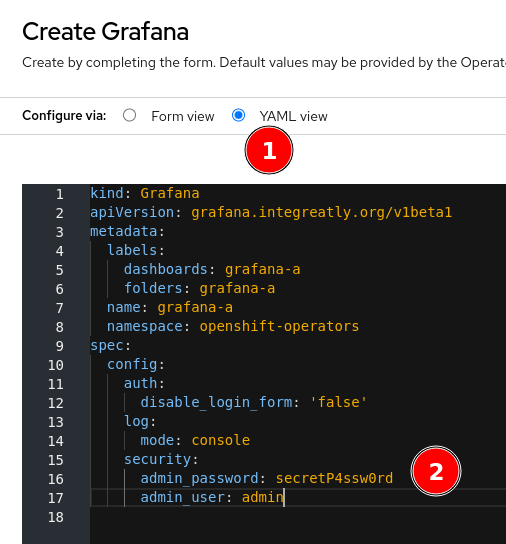 Create Grafana
Create by completing the form. Default values may be provided by the Operat
Configure via: Form view YAML view
1
1 kind: Grafana
2 apiVersion: grafana.integreatly.org/v1beta1
3 metadata:
4 labels:
5 dashboards: grafana-a
6 folders: grafana-a
7 name: grafana-a
8 namespace: openshift-operators
9 spec:
10 config:
11 auth:
12 disable_login_form: 'false'
13 log:
14 mode: console
15 security:
2
16 admin_password: secretP4ssw0rd
17 admin_user: admin
18